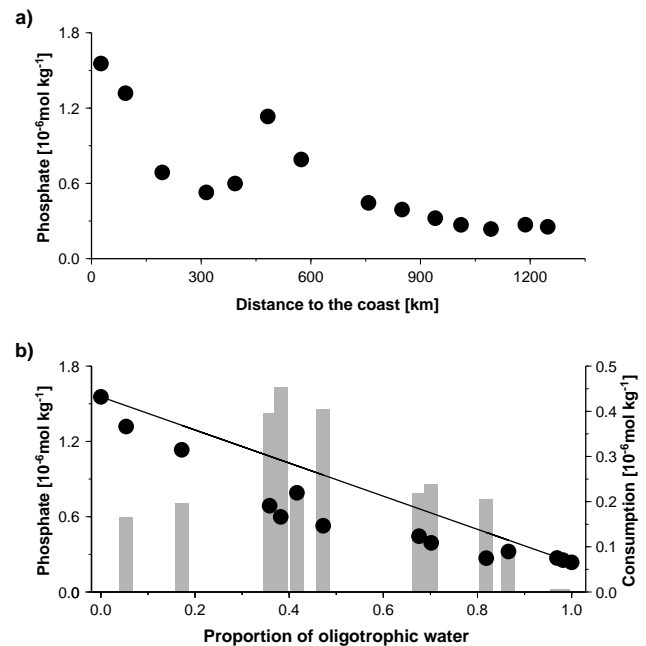 a)
1.8
1.2
0.6
0.0
Phosphate [10⁻⁶mol kg⁻¹]
0 300 600 900 1200
Distance to the coast [km]
b)
1.8
1.2
0.6
0.0
Phosphate [10⁻⁶mol kg⁻¹]
0.5
0.4
0.3
0.2
0.1
0.0
Consumption [10⁻⁶mol kg⁻¹]
0.0 0.2 0.4 0.6 0.8 1.0
Proportion of oligotrophic water